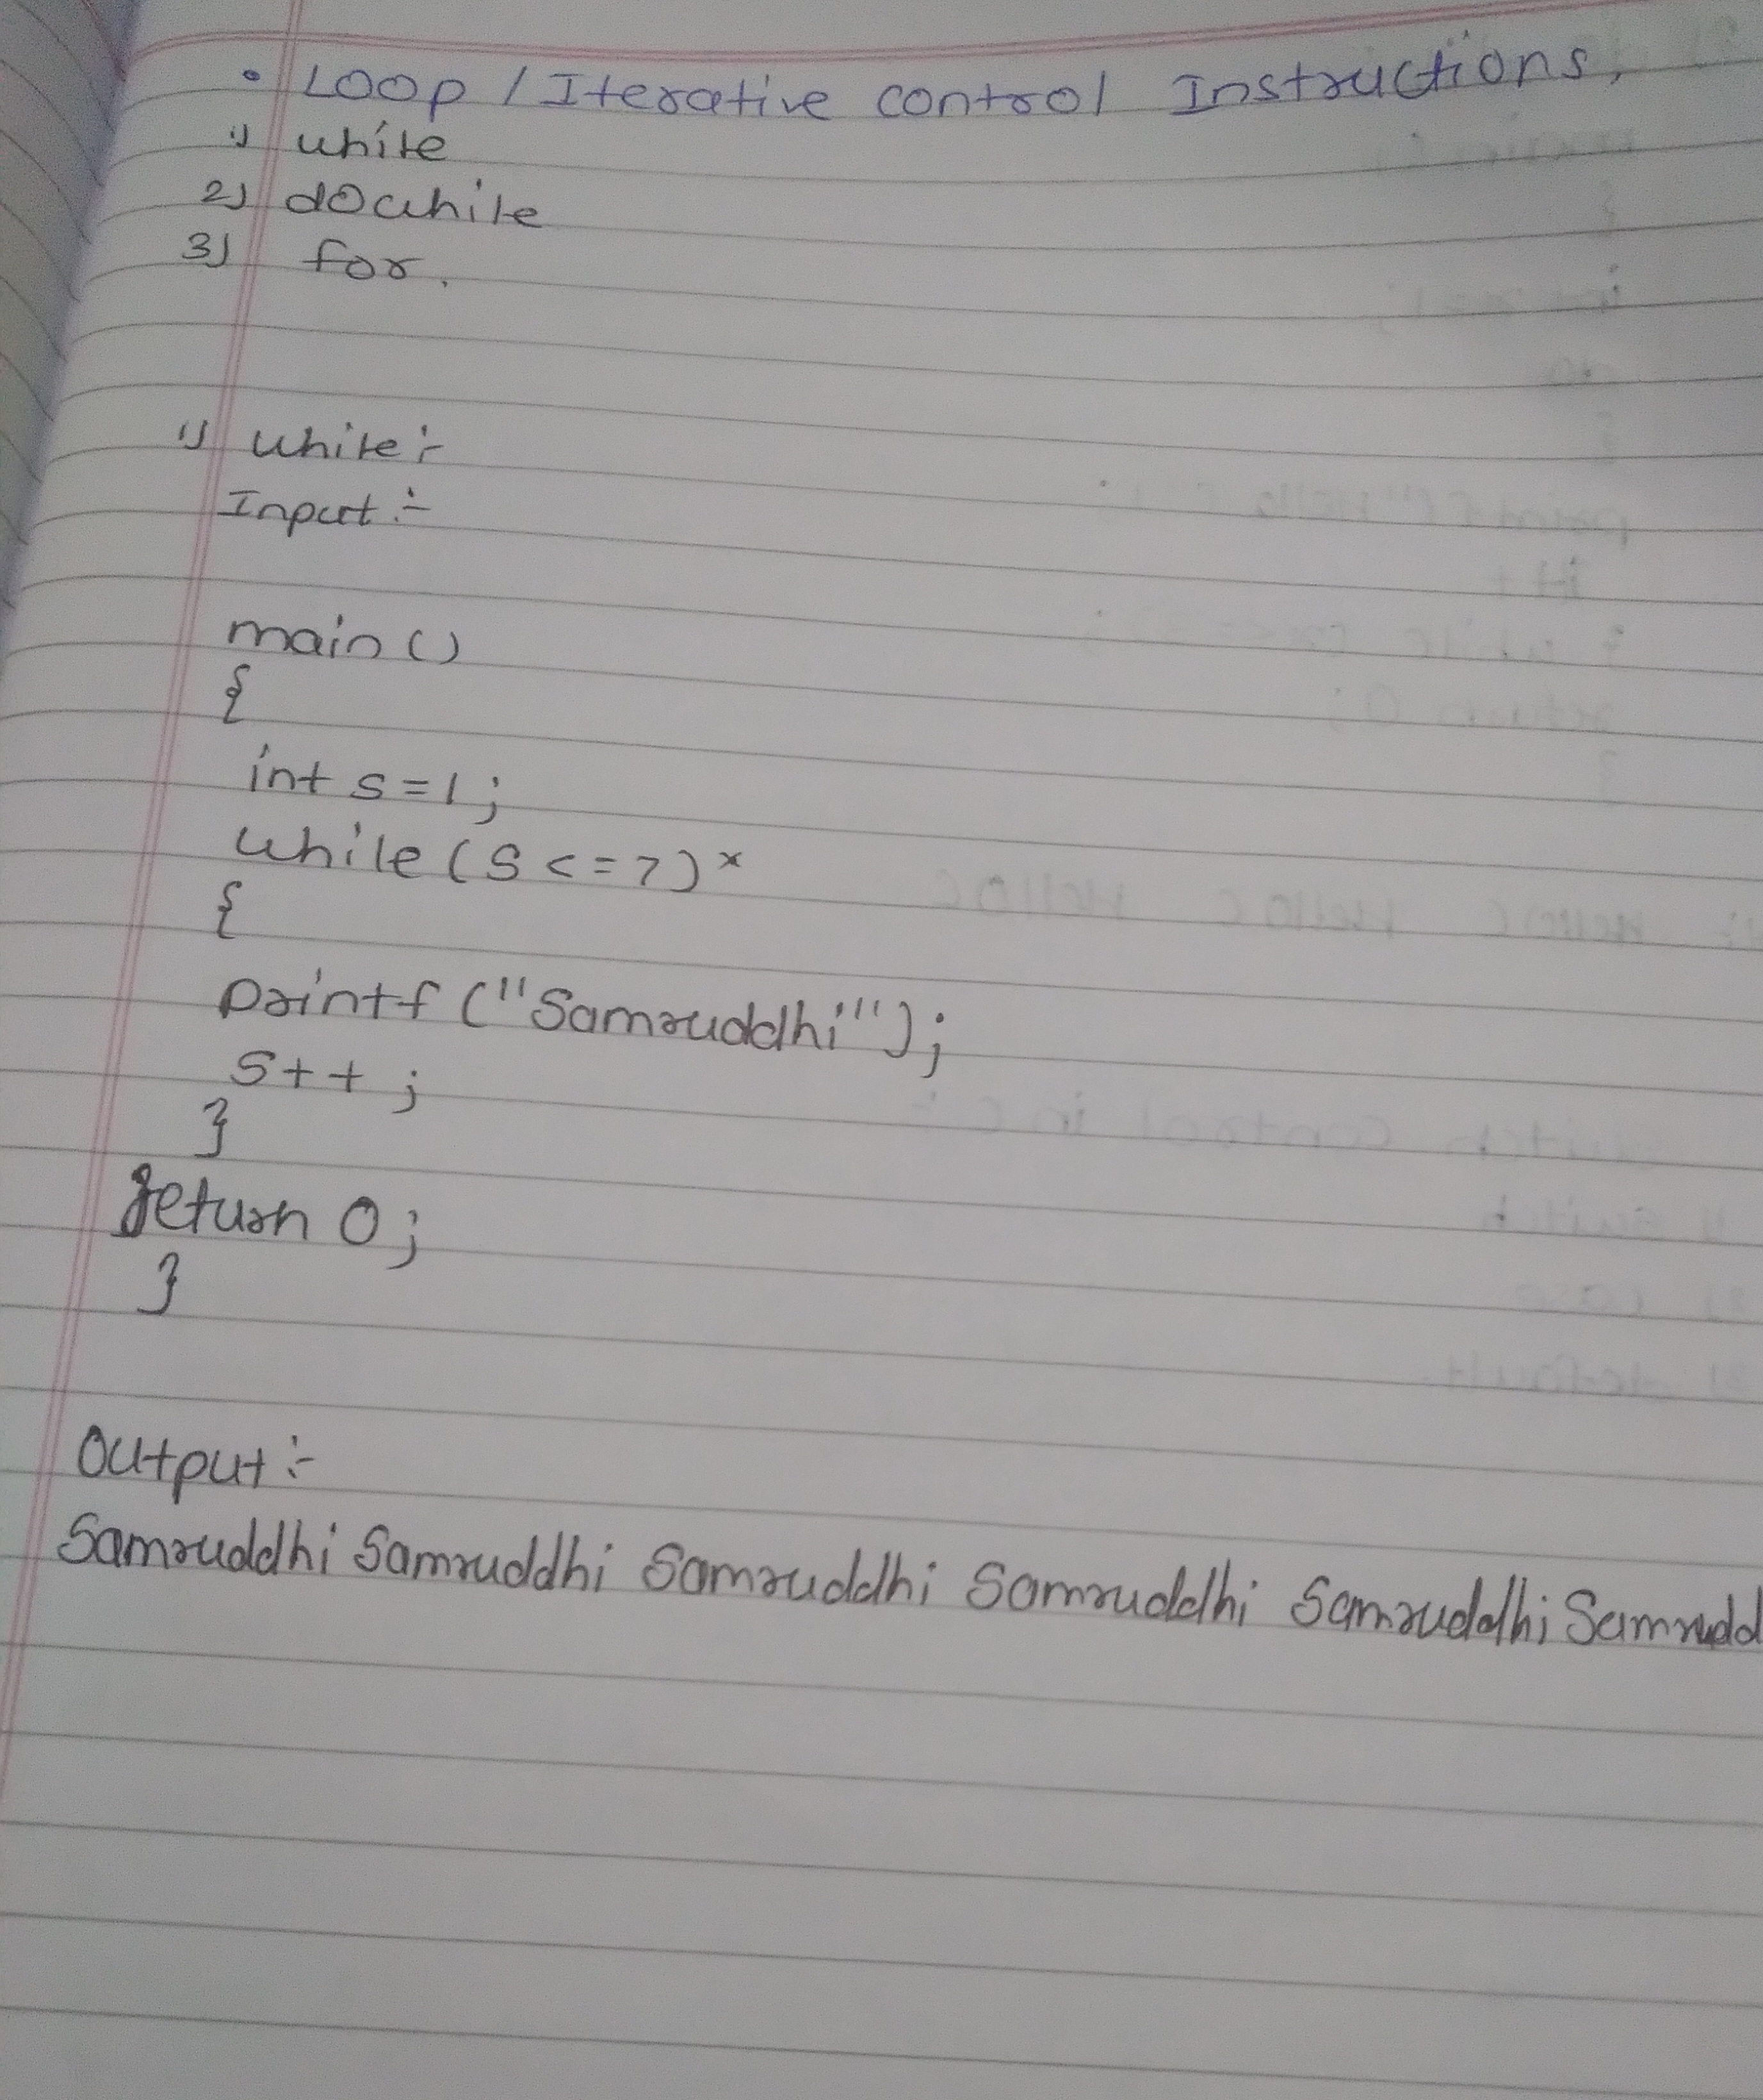 • Loop / Iterative control Instructions,
1) while
2) dowhile
3) for.
1) while :-
Input :-
main ()
{
int s = 1 ;
while ( s < = 7 ) x
{
printf ("Samruddhi") ;
s + + ;
}
return 0 ;
}
Output :-
Samruddhi Samruddhi Samruddhi Samruddhi Samruddhi Samrudd